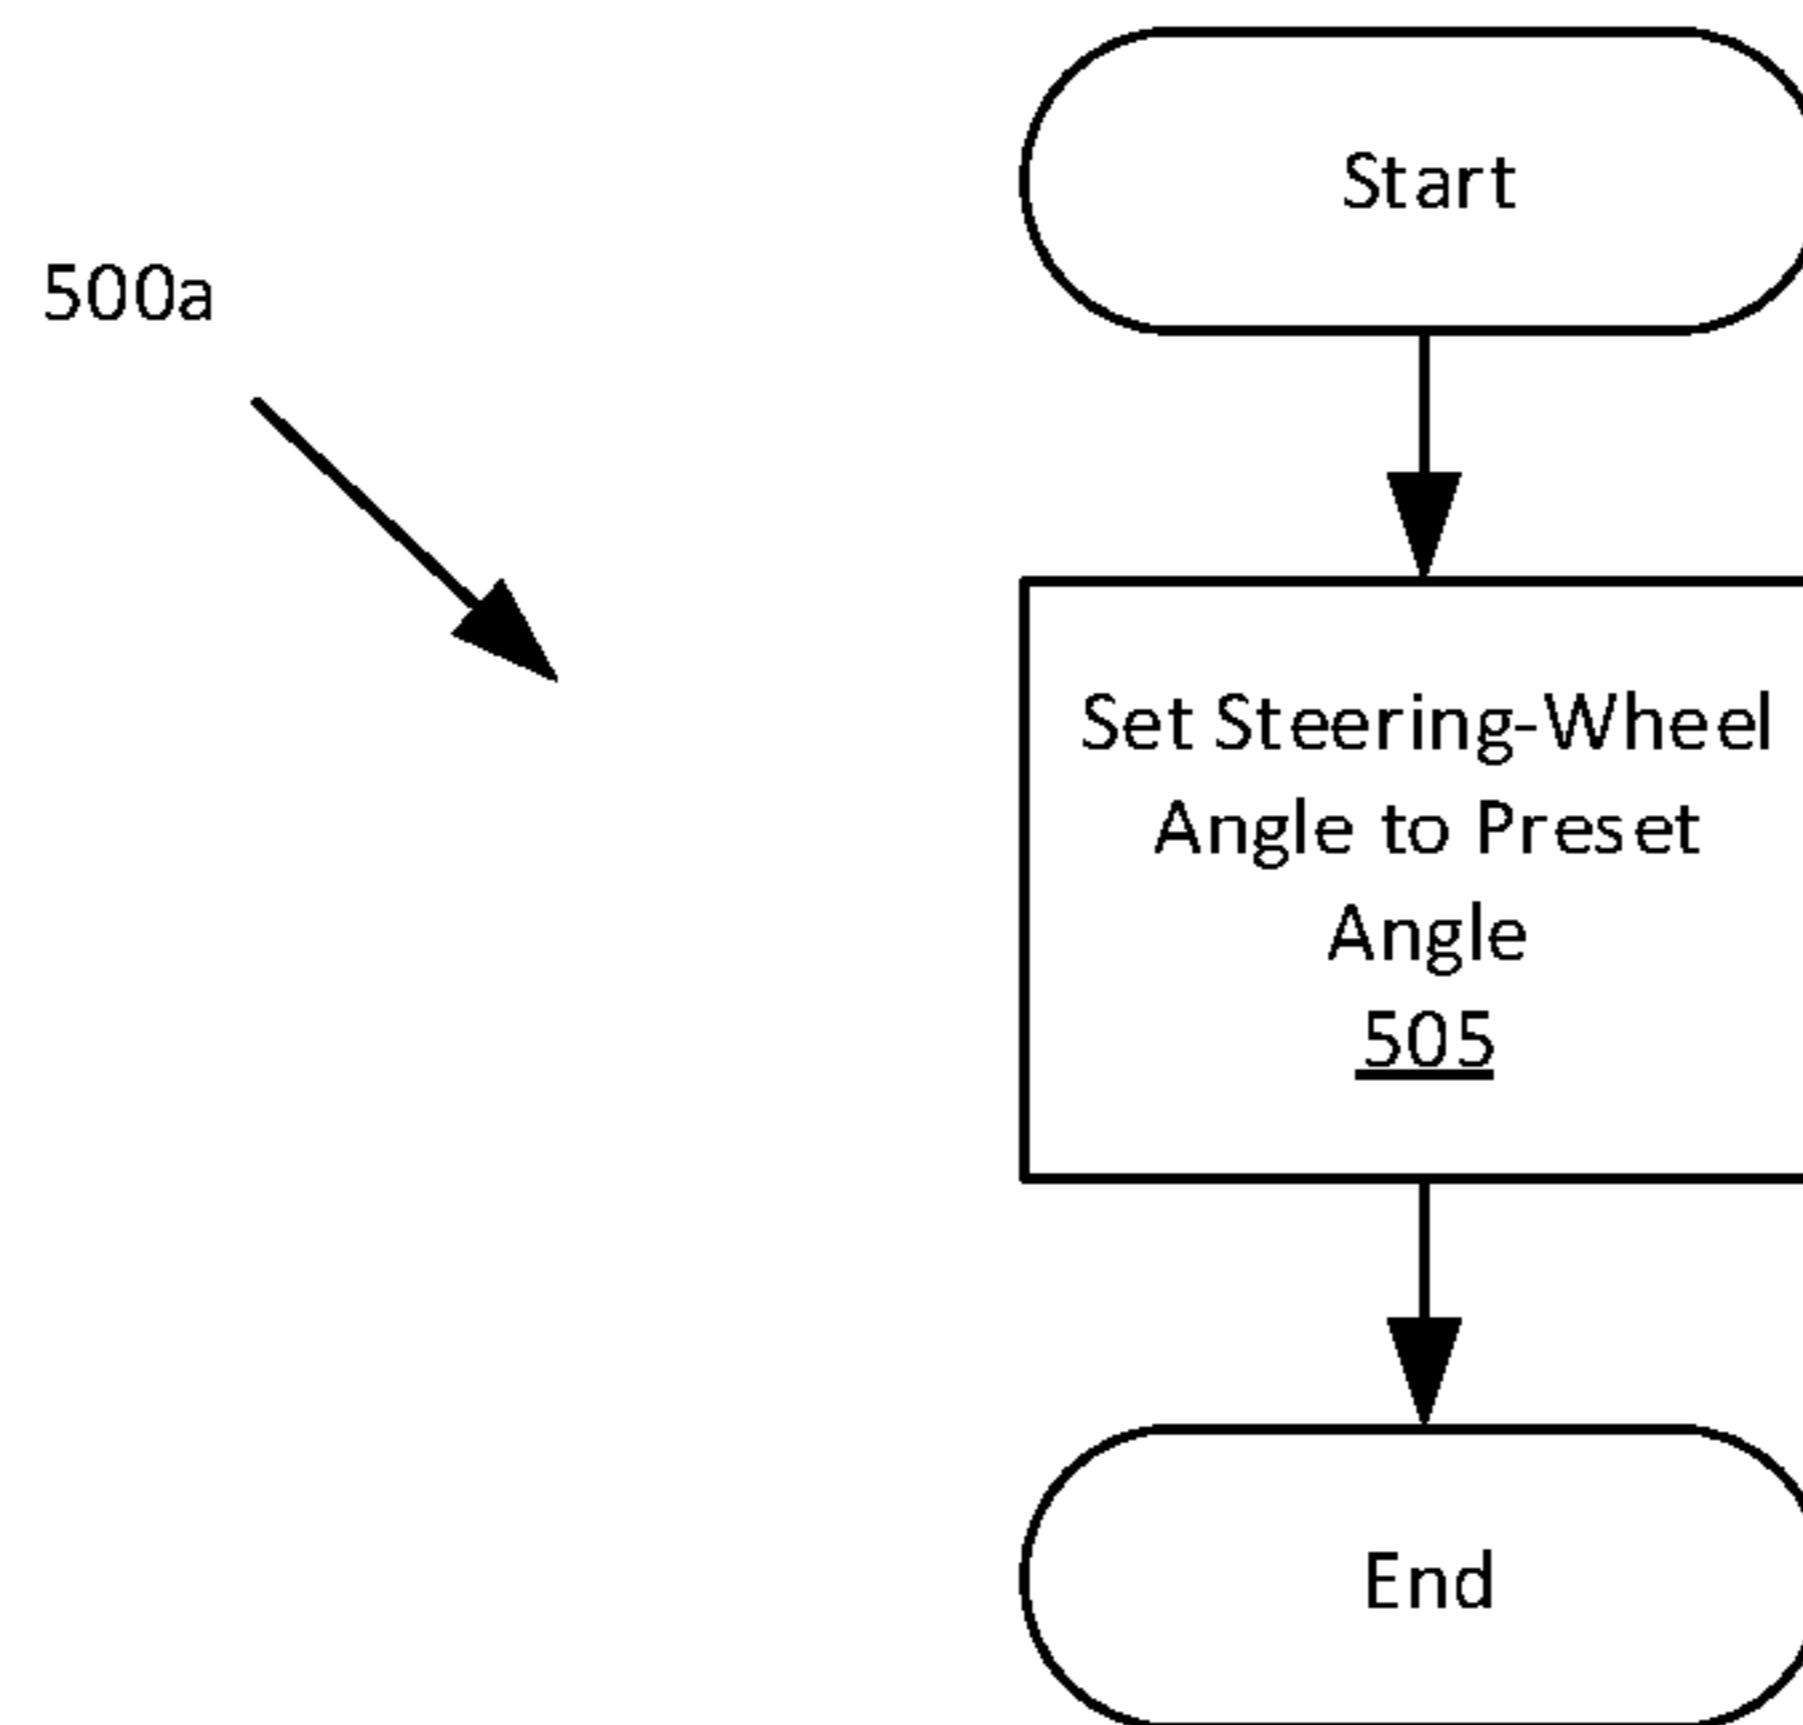 Start
500a
Set Steering-Wheel
Angle to Preset
Angle
505
End